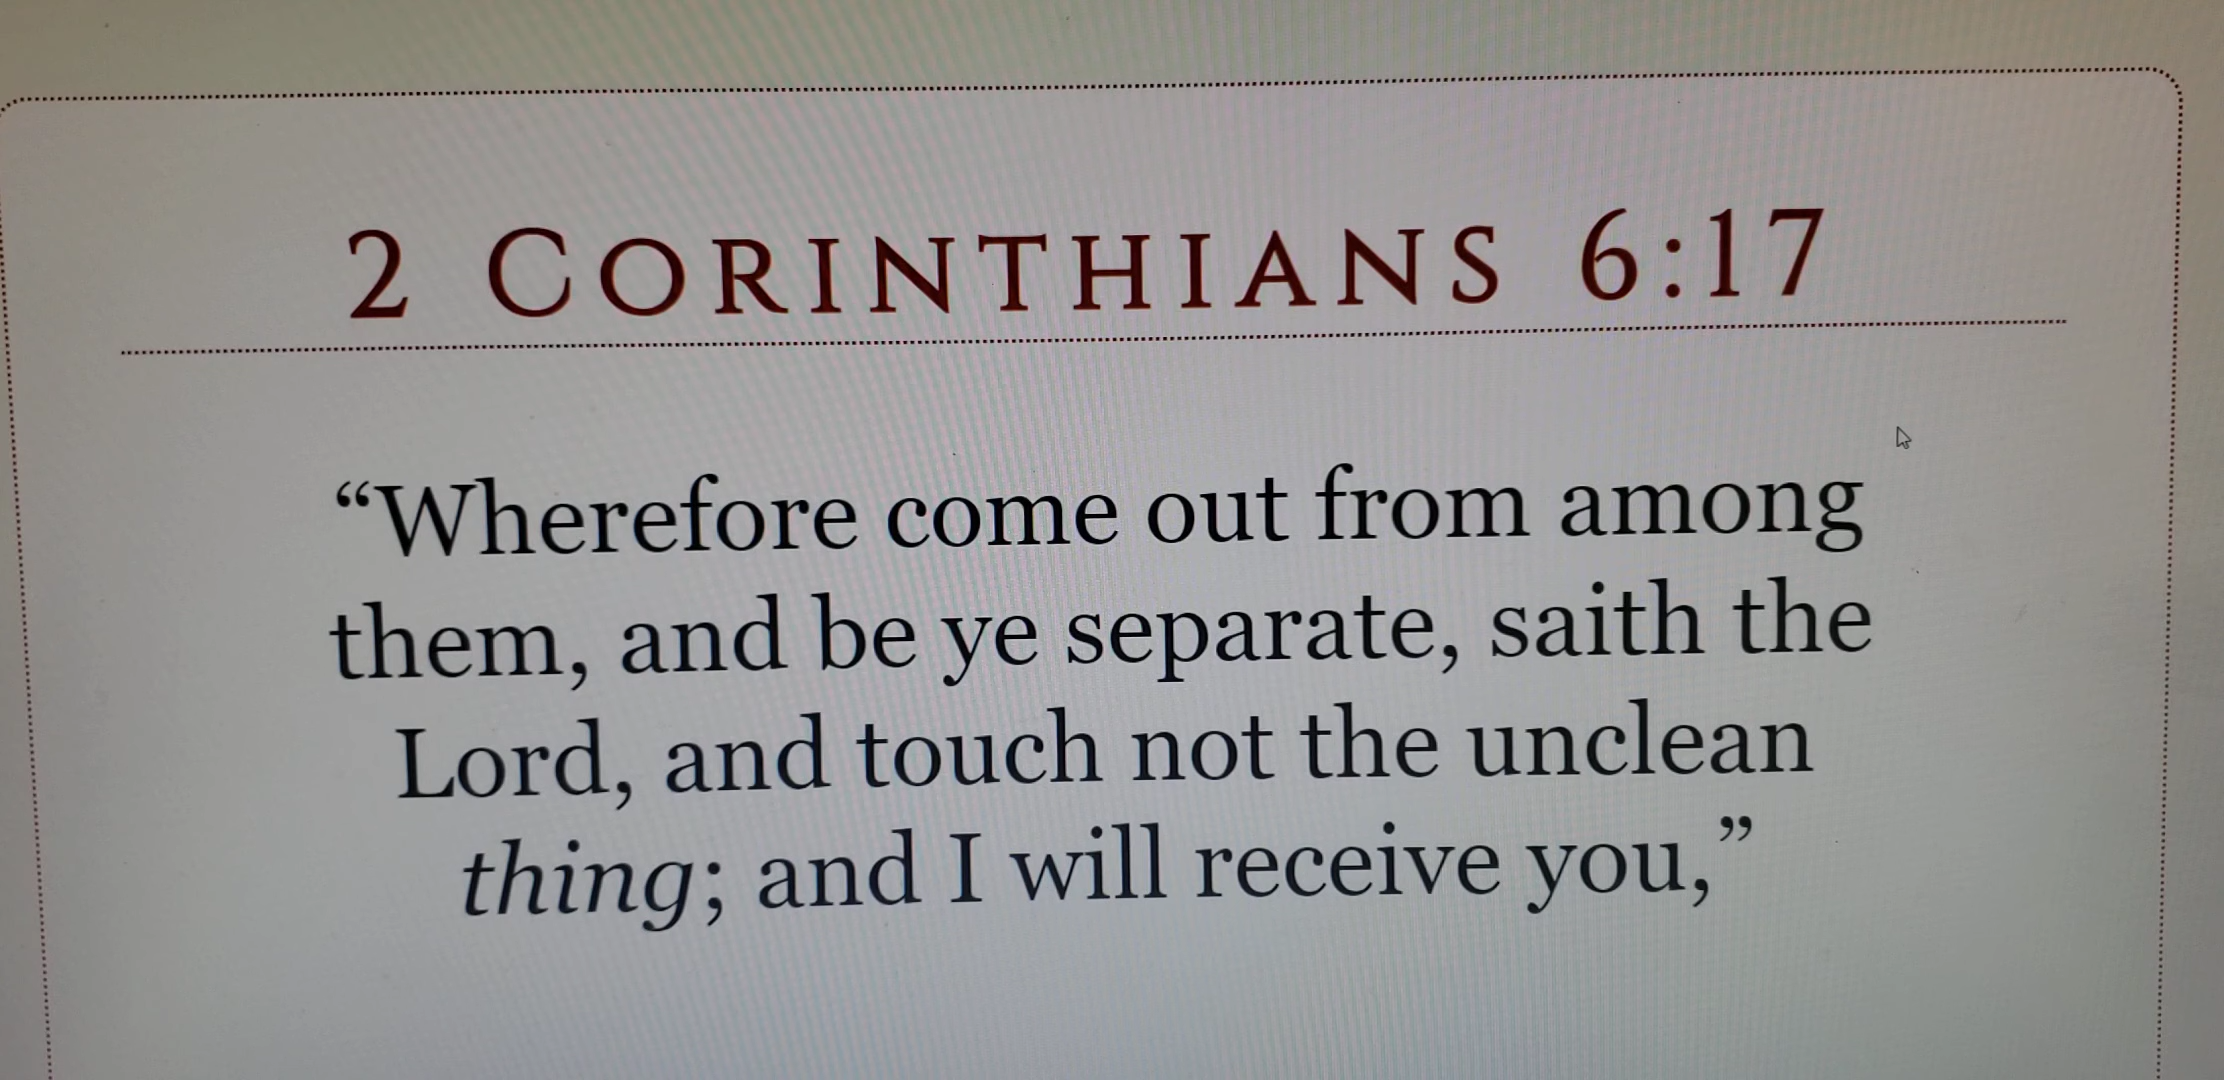 2 CORINTHIANS 6:17
“Wherefore come out from among
them, and be ye separate, saith the
Lord, and touch not the unclean
thing; and I will receive you,”